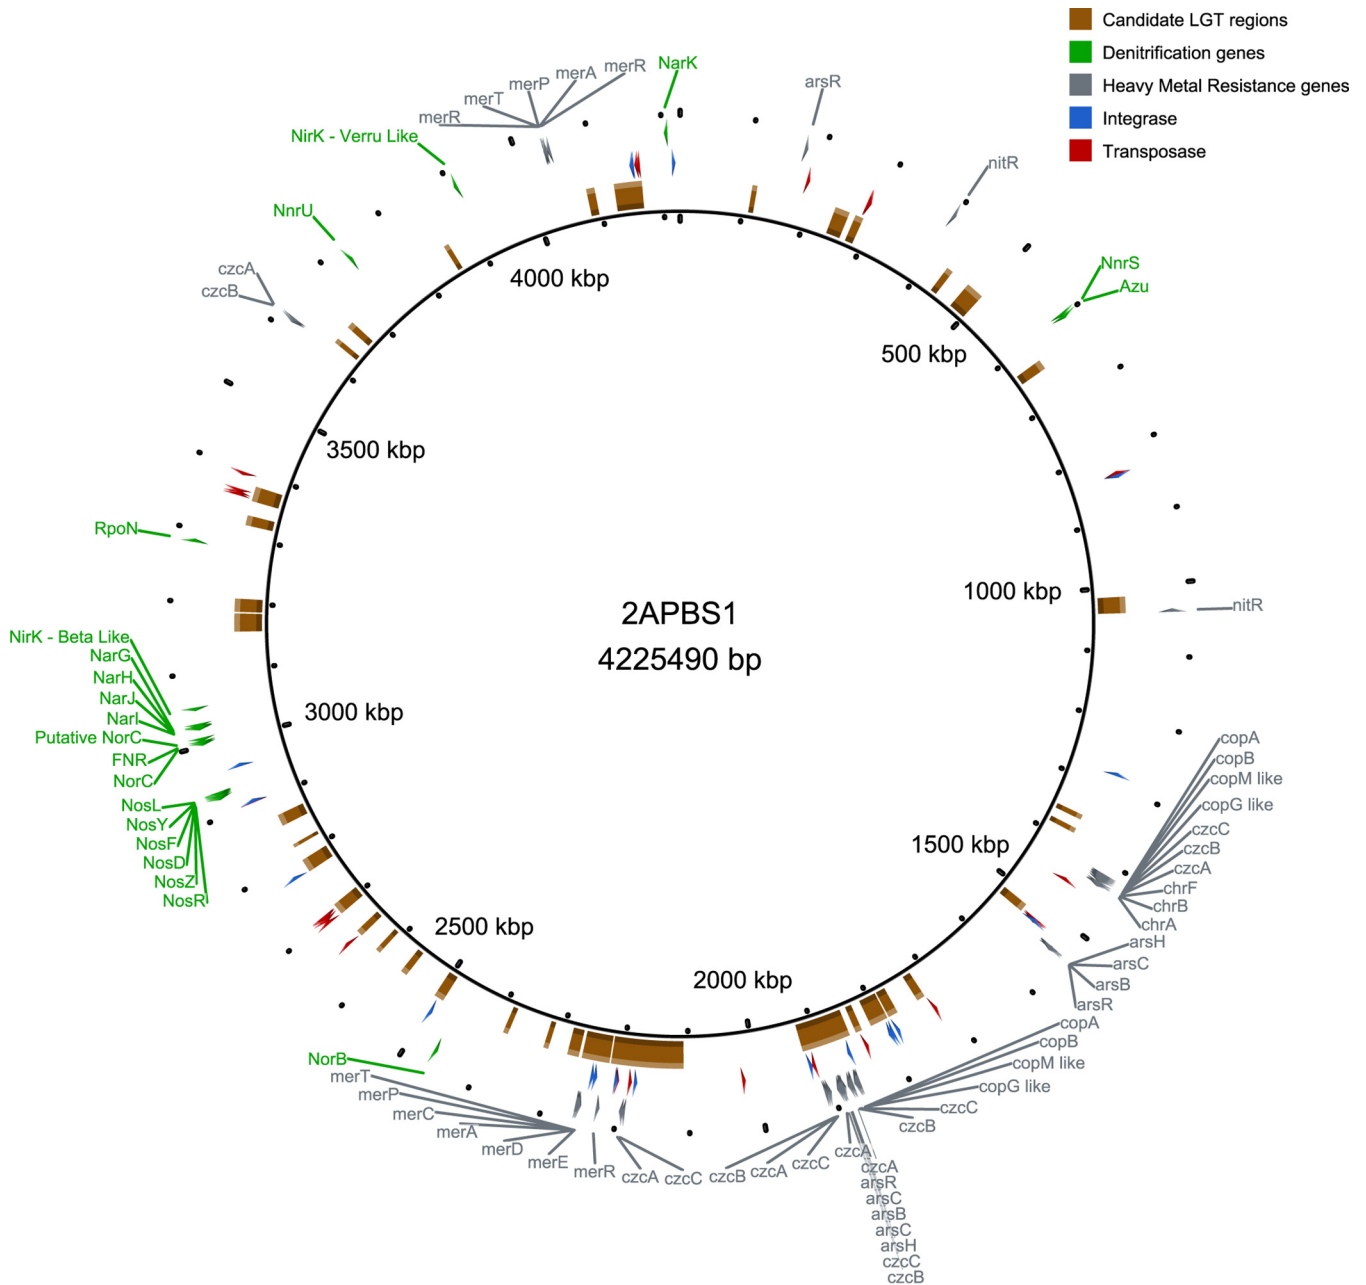 Candidate LGT regions
Denitrification genes
Heavy Metal Resistance genes
Integrase
Transposase
NarK
merR
merA
merP
merT
merR
arsR
NirK - Verru Like
nitR
NnrU
NnrS
Azu
czcA
czcB
4000 kbp
500 kbp
3500 kbp
RpoN
1000 kbp
nitR
2APBS1
4225490 bp
NirK - Beta Like
NarG
NarH
NarJ
NarI
Putative NorC
FNR
NorC
3000 kbp
NosL
NosY
NosF
NosD
NosZ
NosR
copA
copB
copM like
copG like
czcC
czcB
czcA
chrF
chrB
chrA
1500 kbp
arsH
arsC
arsB
arsR
2500 kbp
2000 kbp
copA
copB
copM like
copG like
czcC
czcB
NorB
merT
merP
merC
merA
merD
merE
merR
czcA
czcC
czcB
czcA
czcC
czcA
czcA
arsR
arsC
arsB
arsC
arsH
czcC
czcB